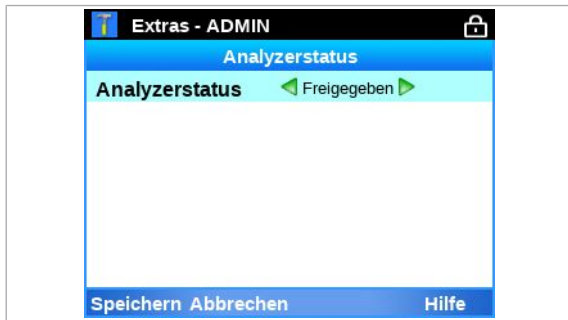 Extras - ADMIN
Analyzerstatus
Analyzerstatus Freigegeben
Speichern Abbrechen Hilfe